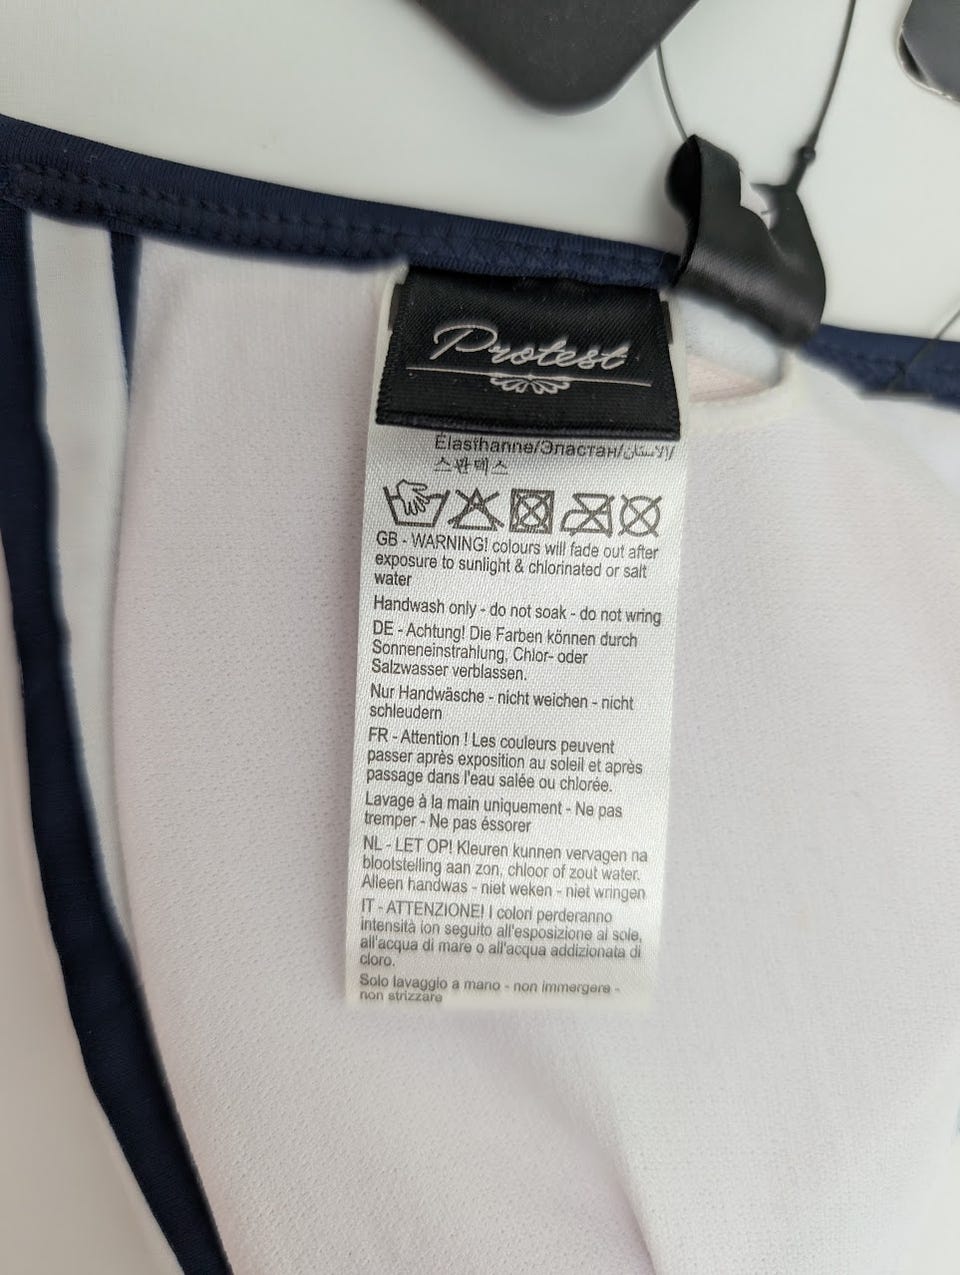 Protest
Élasthanne/Эластан/الاستان/
스판덱스
GB - WARNING! colours will fade out after
exposure to sunlight & chlorinated or salt
water
Handwash only - do not soak - do not wring
DE - Achtung! Die Farben können durch
Sonneneinstrahlung, Chlor- oder
Salzwasser verblassen.
Nur Handwäsche - nicht weichen - nicht
schleudern
FR - Attention ! Les couleurs peuvent
passer après exposition au soleil et après
passage dans l'eau salée ou chlorée.
Lavage à la main uniquement - Ne pas
tremper - Ne pas éssorer
NL - LET OP! Kleuren kunnen vervagen na
blootstelling aan zon, chloor of zout water.
Alleen handwas - niet weken - niet wringen
IT - ATTENZIONE! I colori perderanno
intensità ion seguito all'esposizione al sole,
all'acqua di mare o all'acqua addizionata di
cloro.
Solo lavaggio a mano - non immergere -
non strizzare